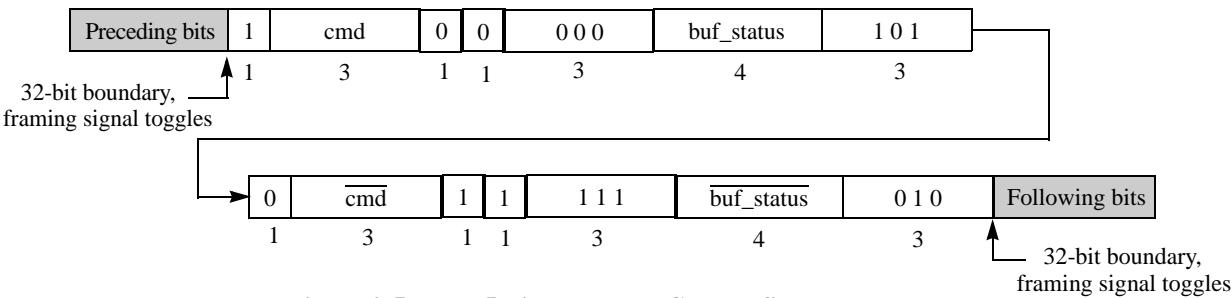 Preceding bits 1 cmd 0 0 0 0 0 buf_status 1 0 1
1 3 1 1 3 4 3
32-bit boundary,
framing signal toggles
0 c̅m̅d̅ 1 1 1 1 1 b̅u̅f̅_̅s̅t̅a̅t̅u̅s̅ 0 1 0 Following bits
1 3 1 1 3 4 3
32-bit boundary,
framing signal toggles